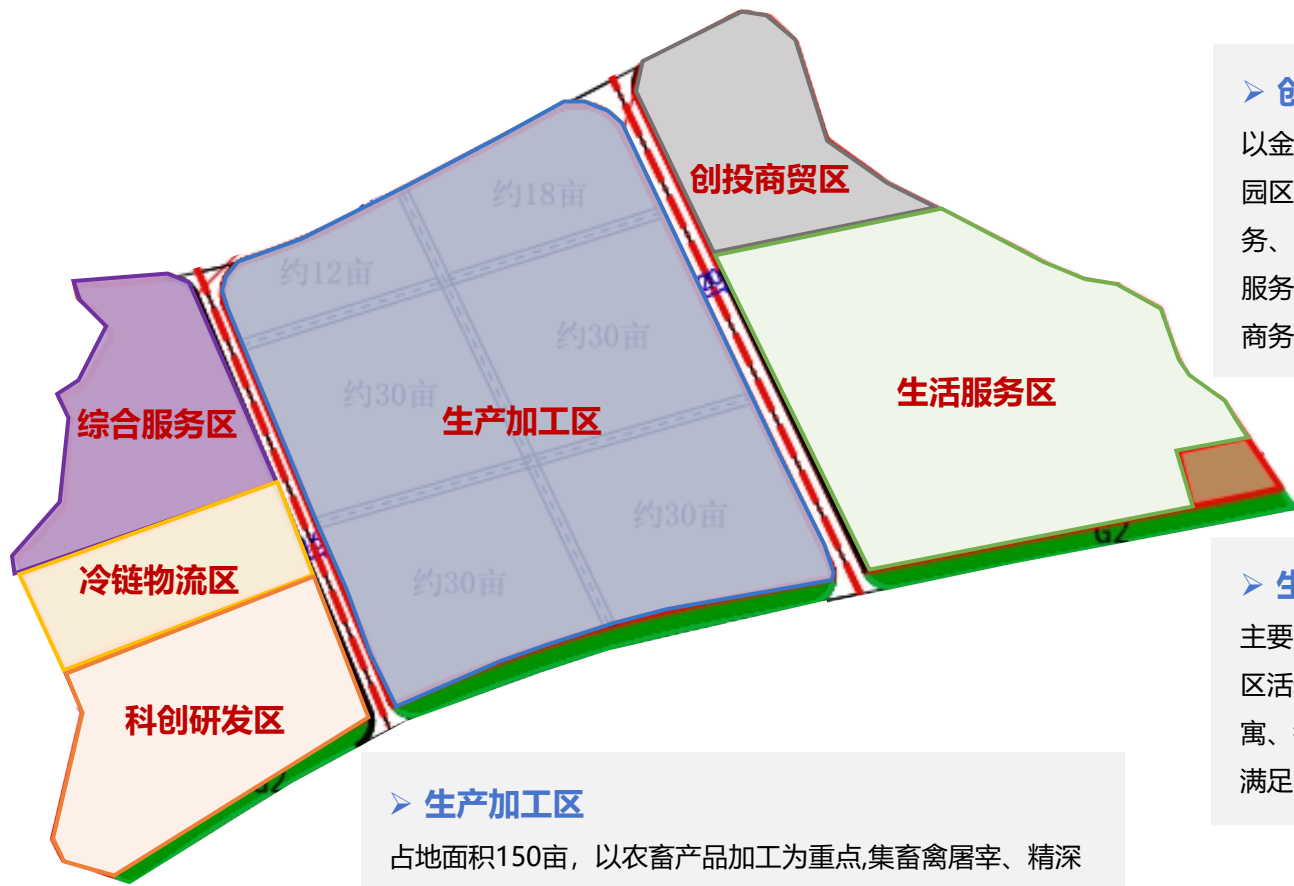 创投商贸区
约18亩
约12亩
约30亩
约30亩
生活服务区
综合服务区
生产加工区
约30亩
冷链物流区
约30亩
G2
科创研发区
以金
园区
务、
服务
商务
主要
区活
寓、
满足
➢ 生产加工区
占地面积150亩，以农畜产品加工为重点,集畜禽屠宰、精深